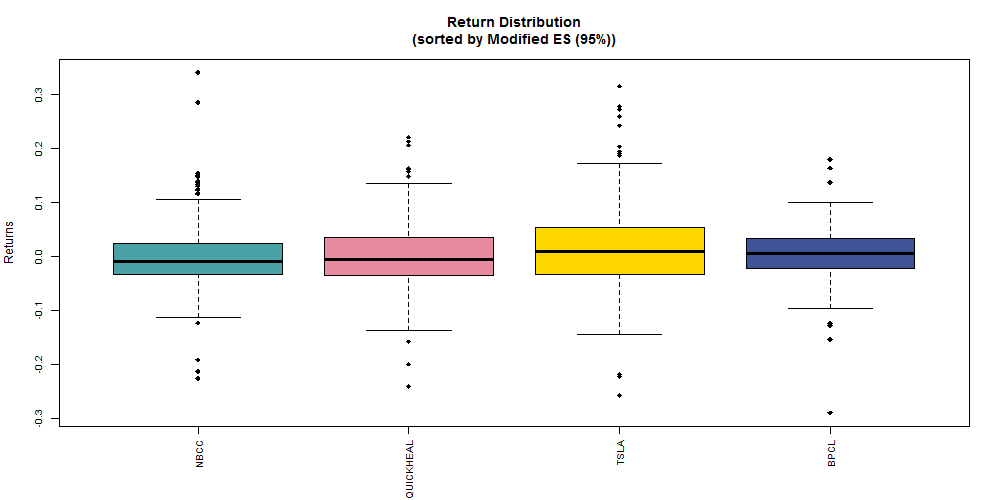 Return Distribution
(sorted by Modified ES (95%))
Returns
0.3
0.2
0.1
0.0
-0.1
-0.2
-0.3
NBCC
QUICKHEAL
TSLA
BPCL